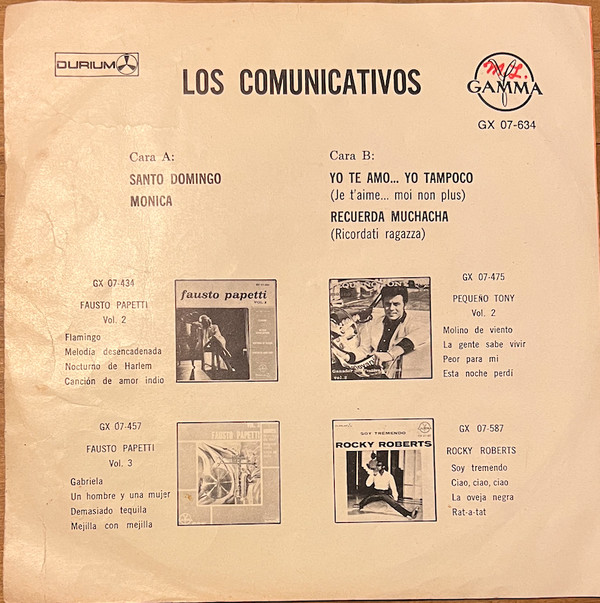 DURIUM
LOS COMUNICATIVOS
M.L.
GAMMA
GX 07-634
Cara A:
SANTO DOMINGO
MONICA
Cara B:
YO TE AMO... YO TAMPOCO
(Je t'aime... moi non plus)
RECUERDA MUCHACHA
(Ricordati ragazza)
GX 07-434
FAUSTO PAPETTI
Vol. 2
Flamingo
Melodía desencadenada
Nocturno de Harlem
Canción de amor indio
fausto papetti
VOL. 2
GX 07-475
PEQUEÑO TONY
Vol. 2
Molino de viento
La gente sabe vivir
Peor para mi
Esta noche perdí
GX 07-457
FAUSTO PAPETTI
Vol. 3
Gabriela
Un hombre y una mujer
Demasiado tequila
Mejilla con mejilla
FAUSTO PAPETTI
GX 07-587
ROCKY ROBERTS
Soy tremendo
Ciao, ciao, ciao
La oveja negra
Rat-a-tat
SOY TREMENDO
ROCKY ROBERTS